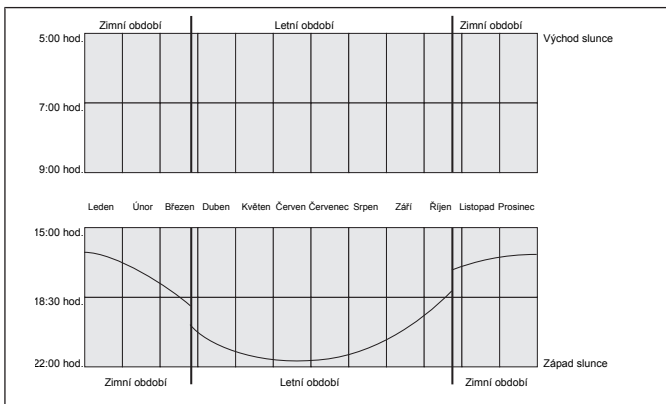 Zimní období Letní období Zimní období
5:00 hod. Východ slunce
7:00 hod.
9:00 hod.
Leden Únor Březen Duben Květen Červen Červenec Srpen Září Říjen Listopad Prosinec
15:00 hod.
18:30 hod.
22:00 hod. Západ slunce
Zimní období Letní období Zimní období